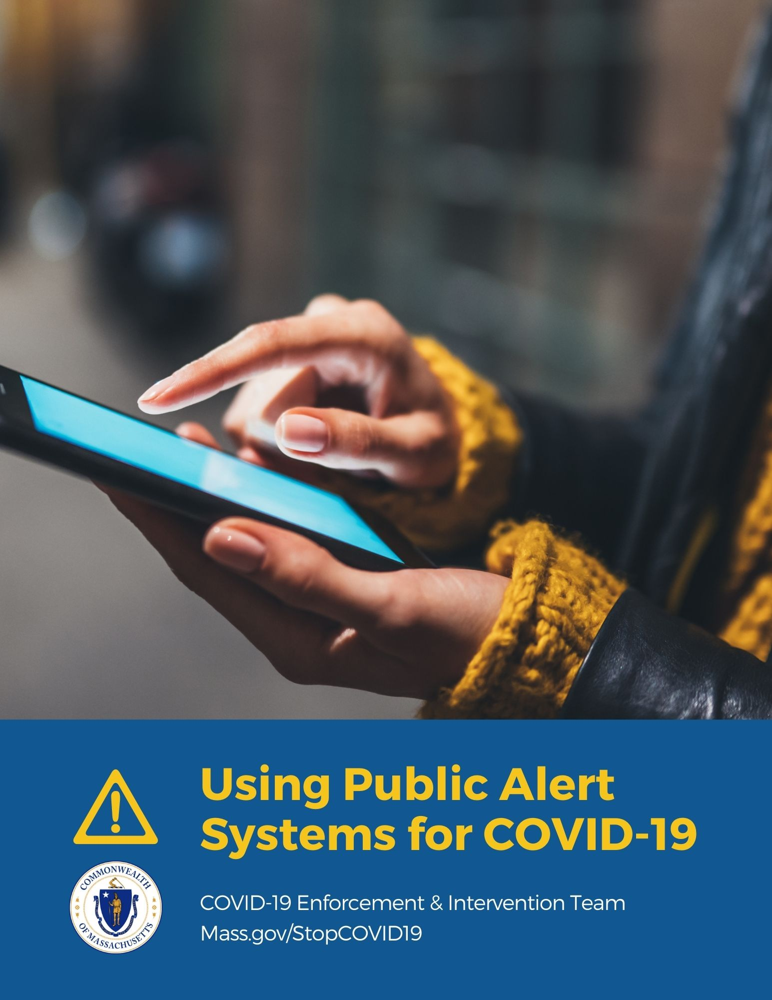 Using Public Alert
Systems for COVID-19
COMMONWEALTH
OF MASSACHUSETTS
COVID-19 Enforcement & Intervention Team
Mass.gov/StopCOVID19